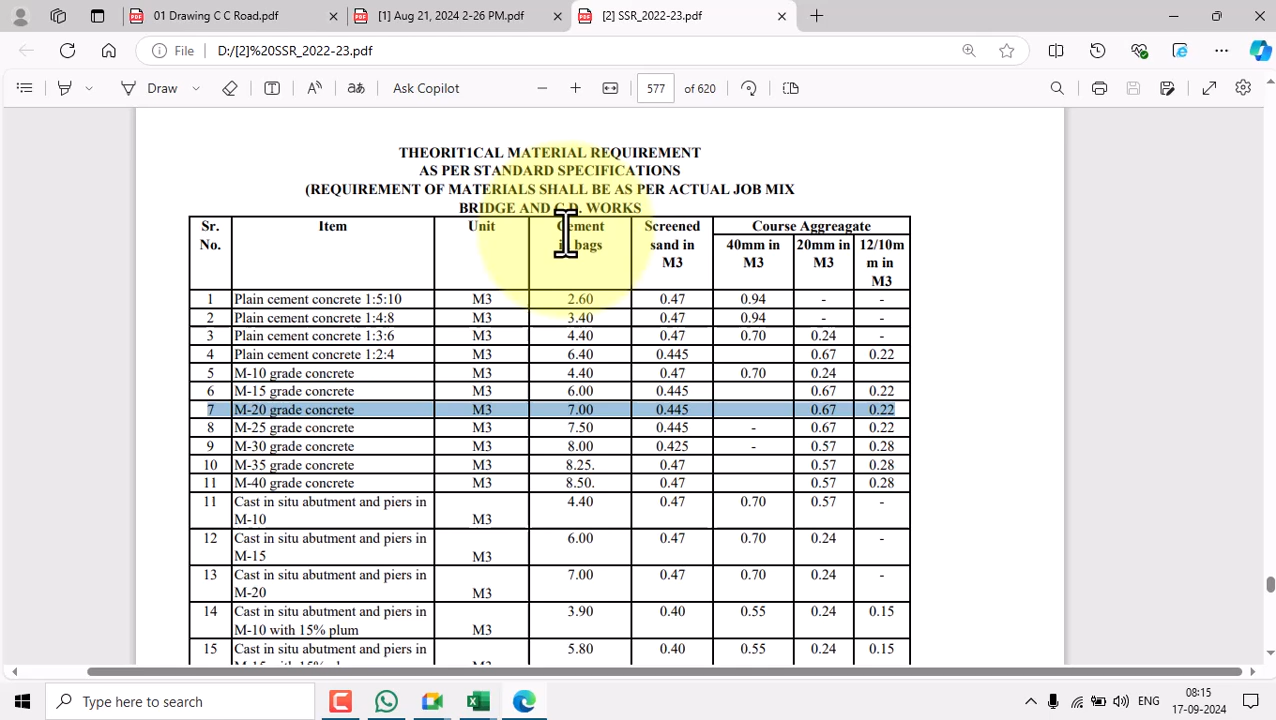 01 Drawing C C Road.pdf
[1] Aug 21, 2024 2-26 PM.pdf
[2] SSR_2022-23.pdf
File D:/[2]%20SSR_2022-23.pdf
Draw Ask Copilot 577 of 620
THEORIT1CAL MATERIAL REQUIREMENT
AS PER STANDARD SPECIFICATIONS
(REQUIREMENT OF MATERIALS SHALL BE AS PER ACTUAL JOB MIX
BRIDGE AND C.D. WORKS
Sr. No. Item Unit Cement in bags Screened sand in M3 Course Aggreagate
40mm in M3 20mm in M3 12/10m m in M3
1 Plain cement concrete 1:5:10 M3 2.60 0.47 0.94 - -
2 Plain cement concrete 1:4:8 M3 3.40 0.47 0.94 - -
3 Plain cement concrete 1:3:6 M3 4.40 0.47 0.70 0.24 -
4 Plain cement concrete 1:2:4 M3 6.40 0.445 0.67 0.22
5 M-10 grade concrete M3 4.40 0.47 0.70 0.24
6 M-15 grade concrete M3 6.00 0.445 0.67 0.22
7 M-20 grade concrete M3 7.00 0.445 0.67 0.22
8 M-25 grade concrete M3 7.50 0.445 - 0.67 0.22
9 M-30 grade concrete M3 8.00 0.425 - 0.57 0.28
10 M-35 grade concrete M3 8.25. 0.47 0.57 0.28
11 M-40 grade concrete M3 8.50. 0.47 0.57 0.28
11 Cast in situ abutment and piers in M3 4.40 0.47 0.70 0.57 -
M-10
12 Cast in situ abutment and piers in M3 6.00 0.47 0.70 0.24 -
M-15
13 Cast in situ abutment and piers in M3 7.00 0.47 0.70 0.24 -
M-20
14 Cast in situ abutment and piers in M3 3.90 0.40 0.55 0.24 0.15
M-10 with 15% plum
15 Cast in situ abutment and piers in M3 5.80 0.40 0.55 0.24 0.15
M-15 with 15% plum
Type here to search
ENG 08:15
17-09-2024